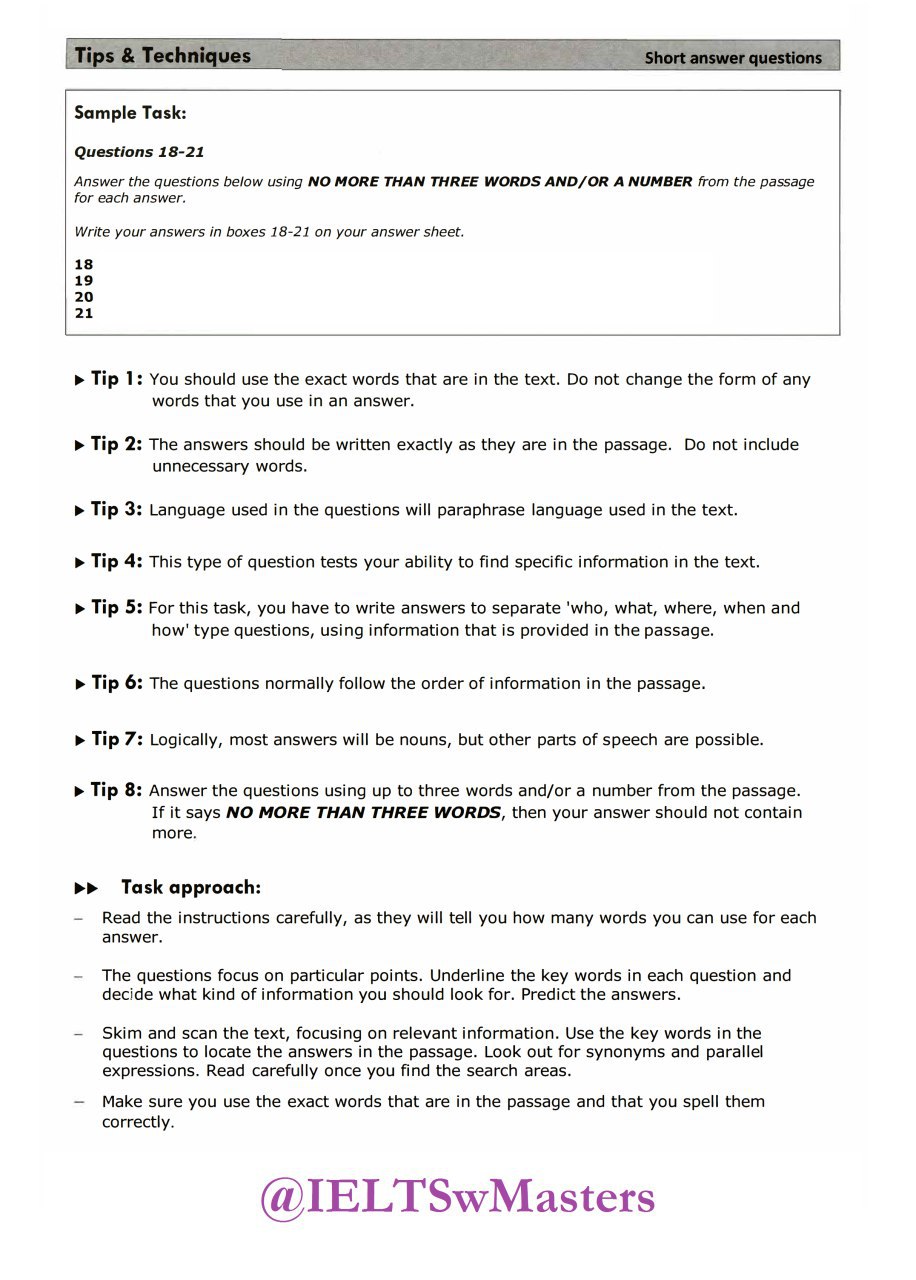 Tips & Techniques
Short answer questions
Sample Task:
Questions 18-21
Answer the questions below using NO MORE THAN THREE WORDS AND/OR A NUMBER from the passage
for each answer.
Write your answers in boxes 18-21 on your answer sheet.
18
19
20
21
▶ Tip 1: You should use the exact words that are in the text. Do not change the form of any
words that you use in an answer.
▶ Tip 2: The answers should be written exactly as they are in the passage. Do not include
unnecessary words.
▶ Tip 3: Language used in the questions will paraphrase language used in the text.
▶ Tip 4: This type of question tests your ability to find specific information in the text.
▶ Tip 5: For this task, you have to write answers to separate 'who, what, where, when and
how' type questions, using information that is provided in the passage.
▶ Tip 6: The questions normally follow the order of information in the passage.
▶ Tip 7: Logically, most answers will be nouns, but other parts of speech are possible.
▶ Tip 8: Answer the questions using up to three words and/or a number from the passage.
If it says NO MORE THAN THREE WORDS, then your answer should not contain
more.
▶▶ Task approach:
– Read the instructions carefully, as they will tell you how many words you can use for each
answer.
– The questions focus on particular points. Underline the key words in each question and
decide what kind of information you should look for. Predict the answers.
– Skim and scan the text, focusing on relevant information. Use the key words in the
questions to locate the answers in the passage. Look out for synonyms and parallel
expressions. Read carefully once you find the search areas.
– Make sure you use the exact words that are in the passage and that you spell them
correctly.
@IELTSwMasters